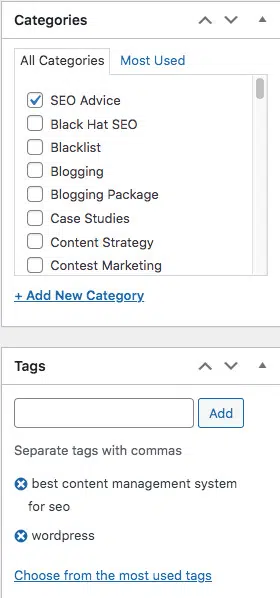 Categories
All Categories
Most Used
SEO Advice
Black Hat SEO
Blacklist
Blogging
Blogging Package
Case Studies
Content Strategy
Contest Marketing
+ Add New Category
Tags
Add
Separate tags with commas
best content management system
for seo
wordpress
Choose from the most used tags